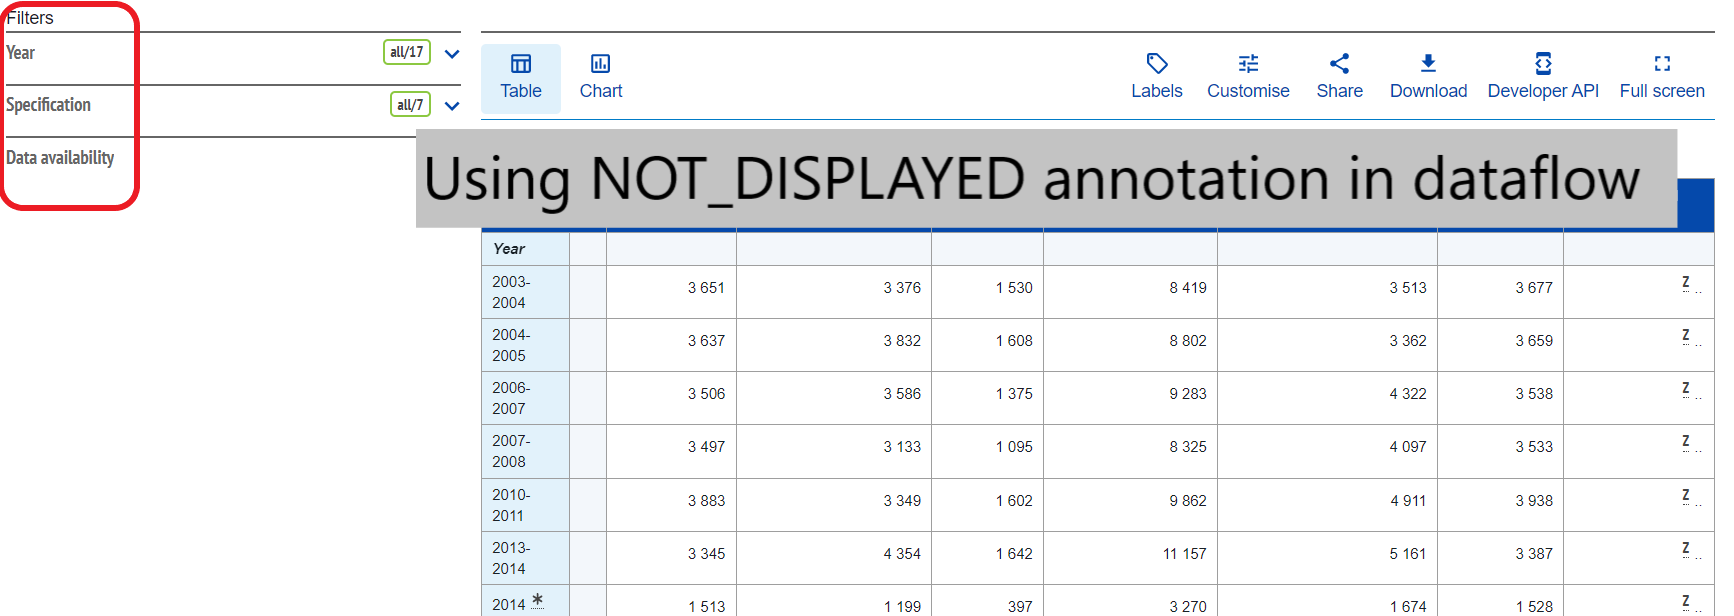 Filters
Year all/17
Specification all/7
Data availability
Table Chart Labels Customise Share Download Developer API Full screen
Using NOT_DISPLAYED annotation in dataflow
Year
2003-
2004 3 651 3 376 1 530 8 419 3 513 3 677 Z ..
2004-
2005 3 637 3 832 1 608 8 802 3 362 3 659 Z ..
2006-
2007 3 506 3 586 1 375 9 283 4 322 3 538 Z ..
2007-
2008 3 497 3 133 1 095 8 325 4 097 3 533 Z ..
2010-
2011 3 883 3 349 1 602 9 862 4 911 3 938 Z ..
2013-
2014 3 345 4 354 1 642 11 157 5 161 3 387 Z ..
2014 * 1 513 1 199 397 3 270 1 674 1 528 Z ..